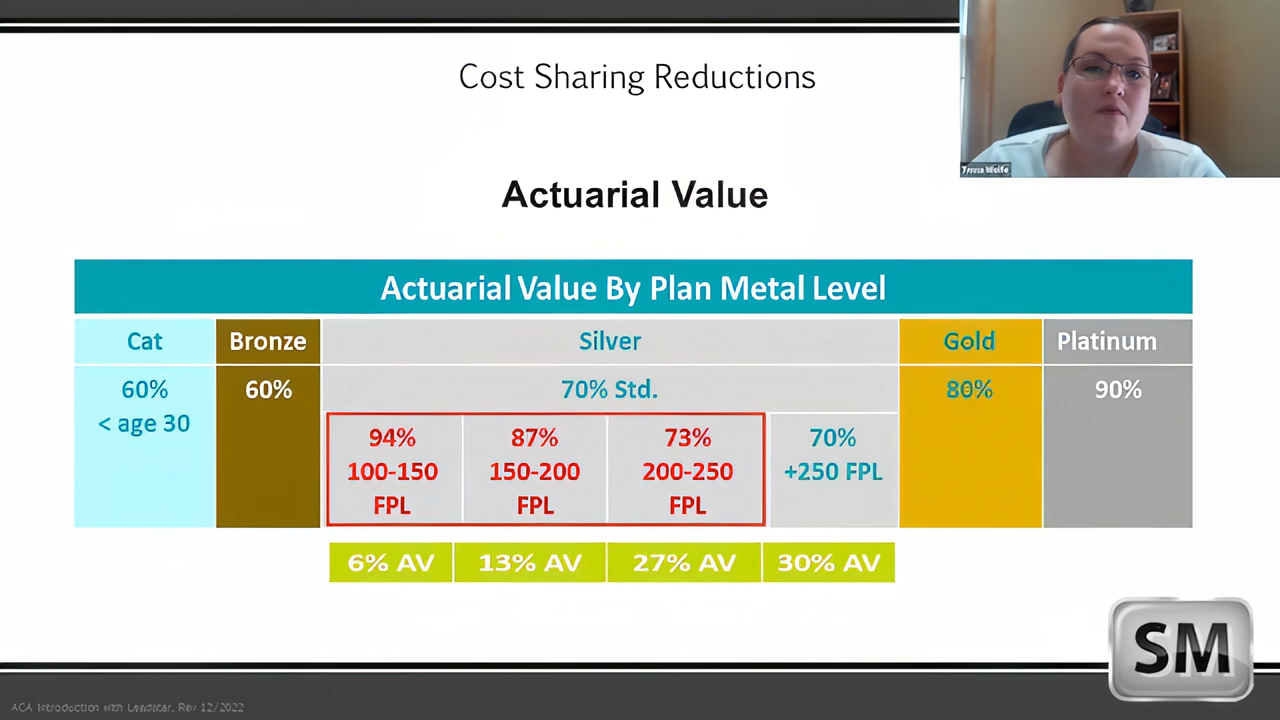 Cost Sharing Reductions
Actuarial Value
Actuarial Value By Plan Metal Level
Cat Bronze Silver Gold Platinum
60% 60% 70% Std. 80% 90%
< age 30
94% 87% 73% 70%
100-150 150-200 200-250 +250 FPL
FPL FPL FPL
6% AV 13% AV 27% AV 30% AV
SM
ACA Introduction with Leadstar, Rev 12/2022